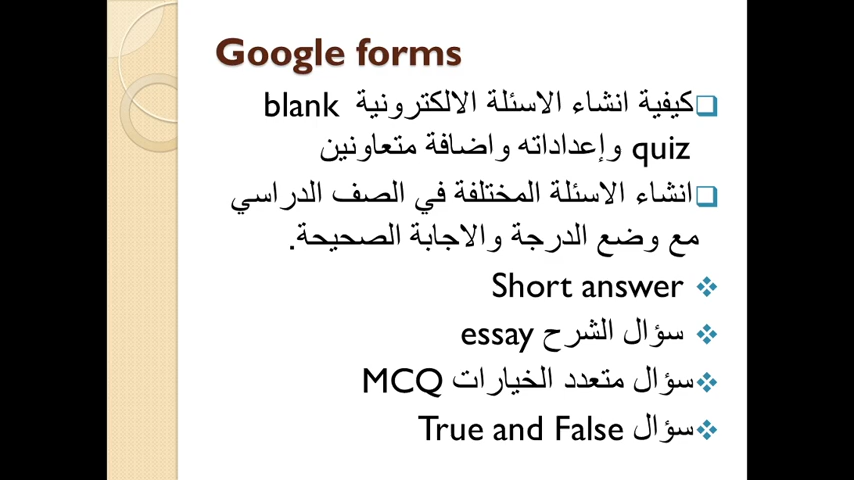 Google forms
كيفية انشاء الاسئلة الالكترونية blank
quiz وإعداداته واضافة متعاونين
انشاء الاسئلة المختلفة في الصف الدراسي
مع وضع الدرجة والاجابة الصحيحة.
Short answer
سؤال الشرح essay
سؤال متعدد الخيارات MCQ
سؤال True and False